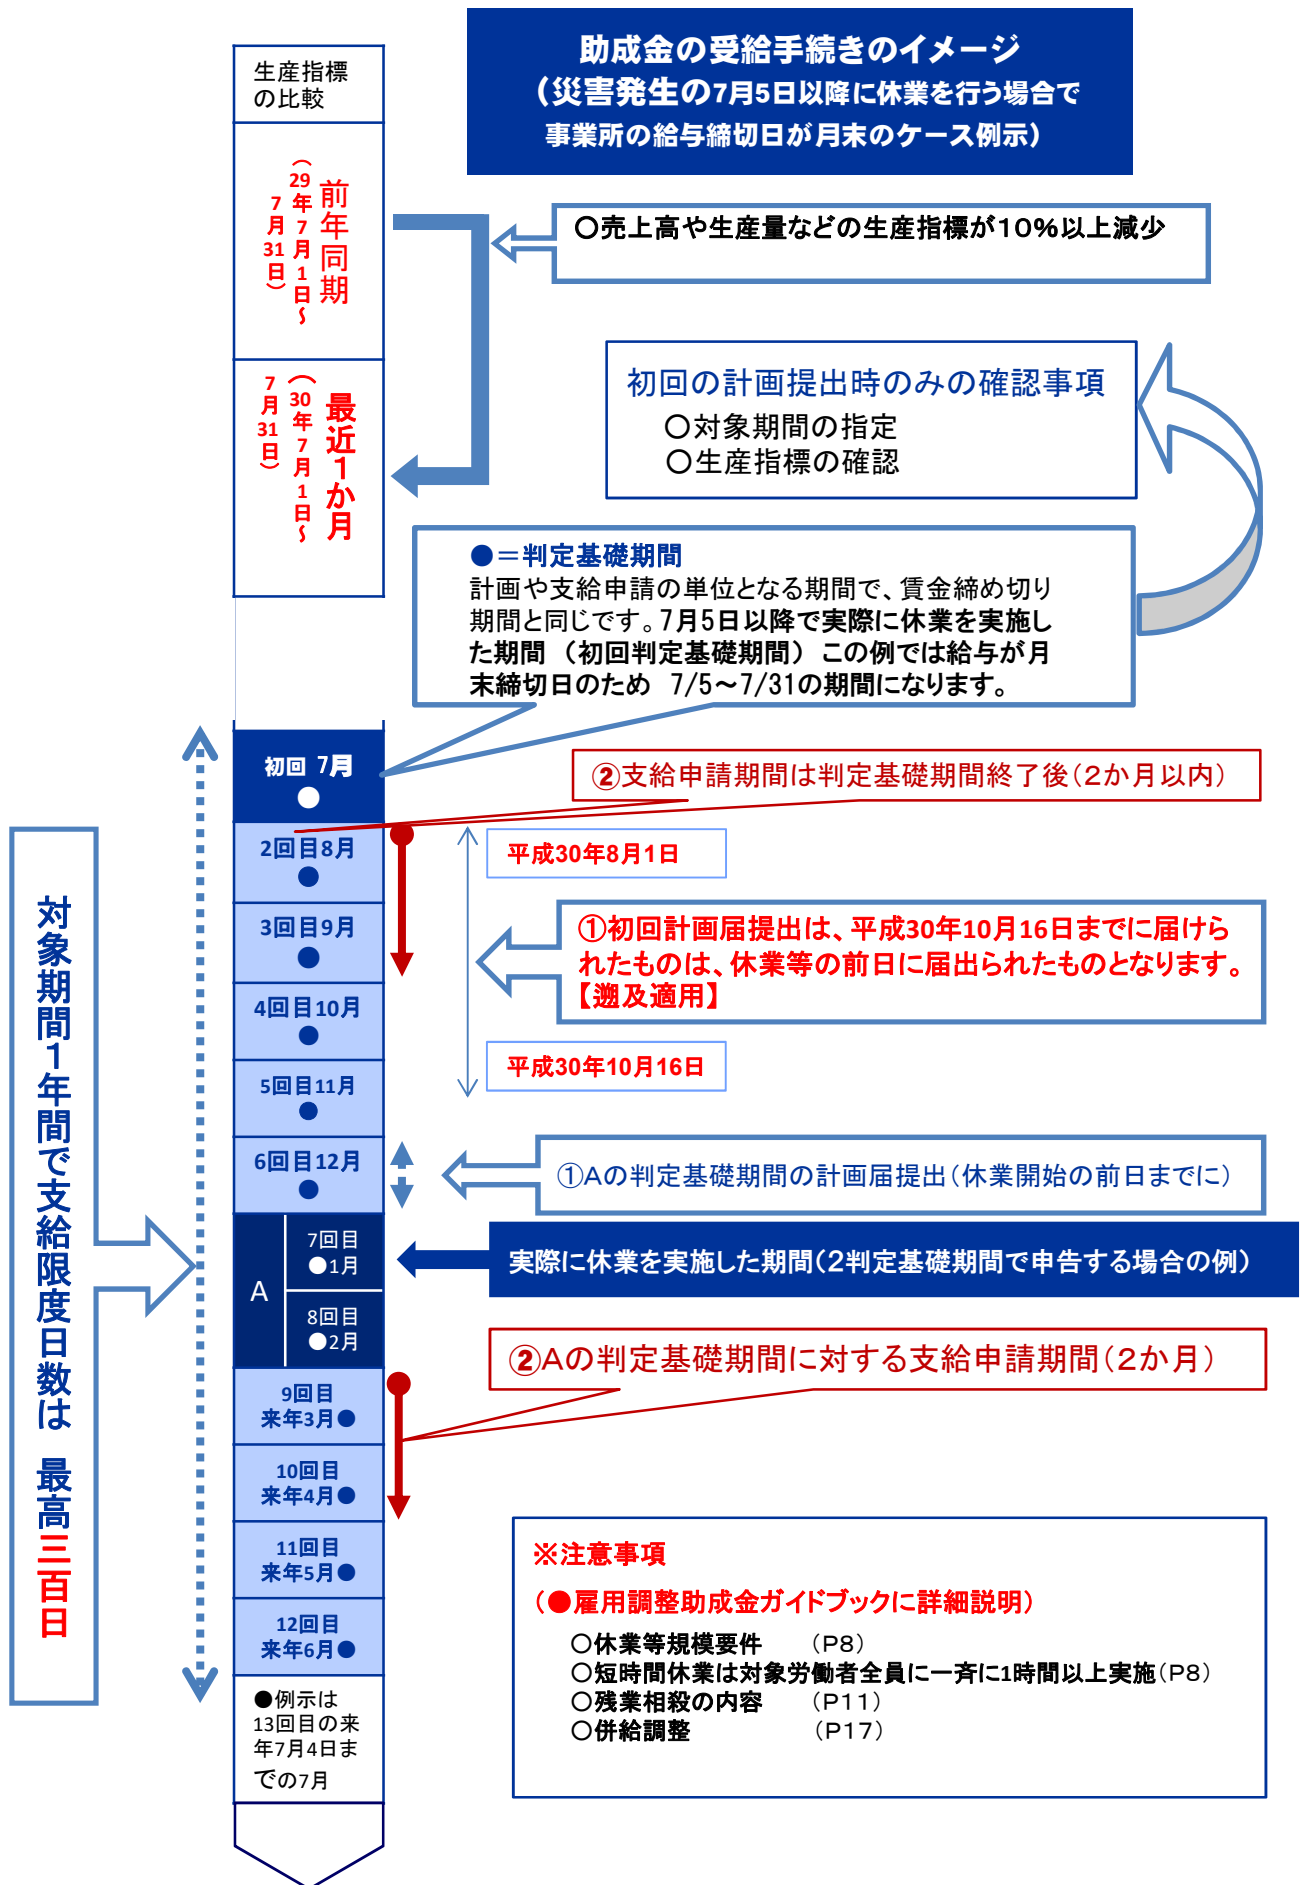 助成金の受給手続きのイメージ
（災害発生の7月5日以降に休業を行う場合で
事業所の給与締切日が月末のケース例示）
生産指標
の比較
前年同期
（29年7月1日～
7月31日）
○売上高や生産量などの生産指標が10％以上減少
最近1か月
（30年7月1日～
7月31日）
初回の計画提出時のみの確認事項
○対象期間の指定
○生産指標の確認
●＝判定基礎期間
計画や支給申請の単位となる期間で、賃金締め切り
期間と同じです。7月5日以降で実際に休業を実施し
た期間　（初回判定基礎期間）　この例では給与が月
末締切日のため　7/5～7/31の期間になります。
初回 7月
●
②支給申請期間は判定基礎期間終了後（2か月以内）
2回目8月
●
平成30年8月1日
3回目9月
●
①初回計画届提出は、平成30年10月16日までに届けら
れたものは、休業等の前日に届出られたものとなります。
【遡及適用】
4回目10月
●
平成30年10月16日
5回目11月
●
6回目12月
●
①Aの判定基礎期間の計画届提出（休業開始の前日までに）
A
7回目
●1月
8回目
●2月
実際に休業を実施した期間（2判定基礎期間で申告する場合の例）
②Aの判定基礎期間に対する支給申請期間（2か月）
9回目
来年3月●
10回目
来年4月●
11回目
来年5月●
12回目
来年6月●
●例示は
13回目の来
年7月4日ま
での7月
対象期間1年間で支給限度日数は　最高三百日
※注意事項
（●雇用調整助成金ガイドブックに詳細説明）
○休業等規模要件　（P8）
○短時間休業は対象労働者全員に一斉に1時間以上実施（P8）
○残業相殺の内容　（P11）
○併給調整　（P17）